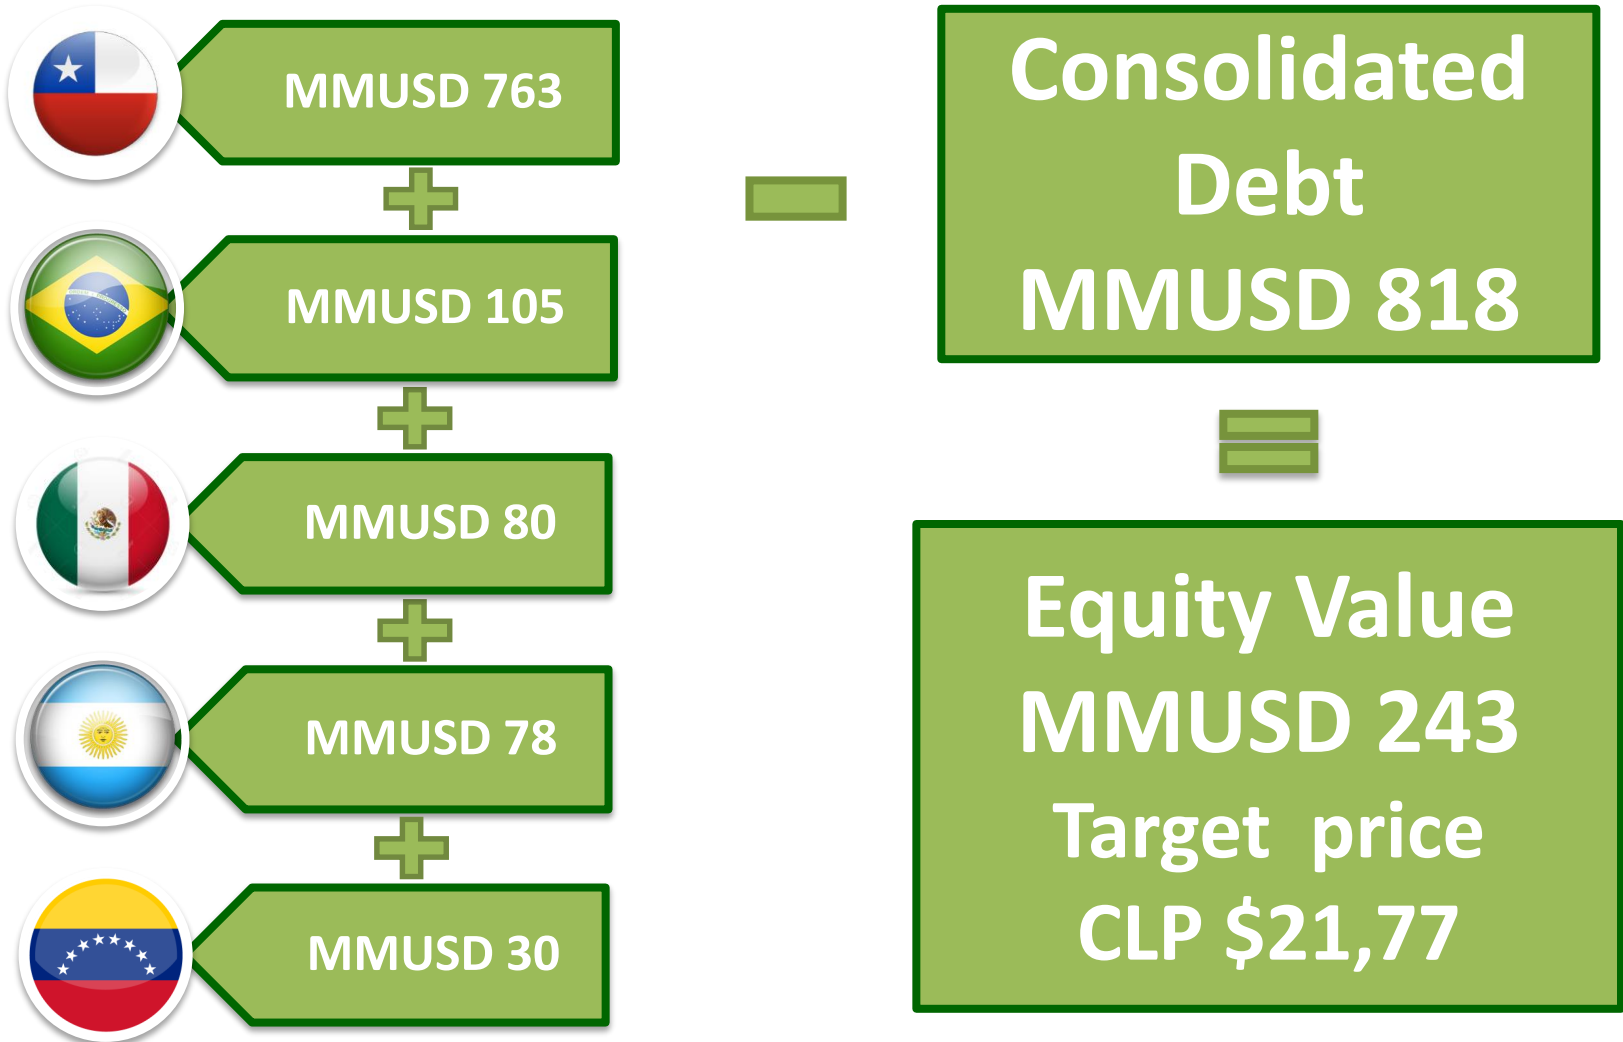 MMUSD 763
MMUSD 105
MMUSD 80
MMUSD 78
MMUSD 30
Consolidated
Debt
MMUSD 818
Equity Value
MMUSD 243
Target price
CLP $21,77